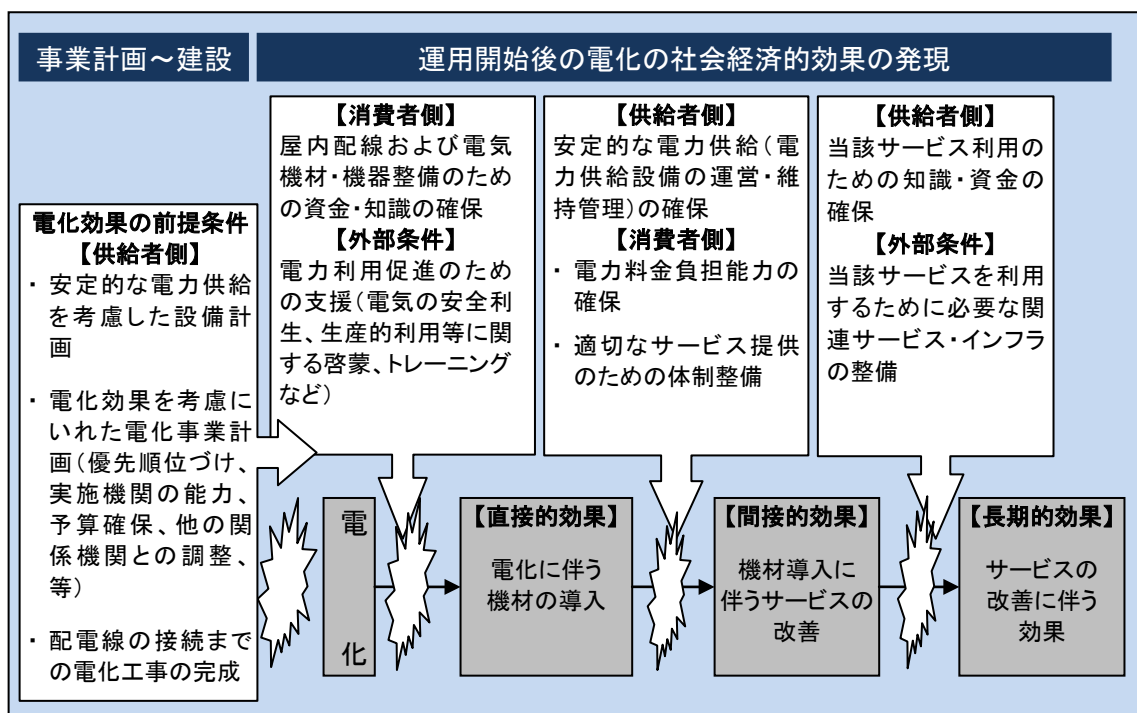 事業計画～建設
運用開始後の電化の社会経済的効果の発現
電化効果の前提条件
【供給者側】
・ 安定的な電力供給
を考慮した設備計
画
・ 電化効果を考慮に
いれた電化事業計
画(優先順位づけ、
実施機関の能力、
予算確保、他の関
係機関との調整、
等)
・ 配電線の接続まで
の電化工事の完成
【消費者側】
屋内配線および電気
機材・機器整備のため
の資金・知識の確保
【外部条件】
電力利用促進のため
の支援(電気の安全利
生、生産的利用等に関
する啓蒙、トレーニング
など)
【供給者側】
安定的な電力供給(電
力供給設備の運営・維
持管理)の確保
【消費者側】
・ 電力料金負担能力の
確保
・ 適切なサービス提供
のための体制整備
【供給者側】
当該サービス利用の
ための知識・資金の
確保
【外部条件】
当該サービスを利用
するために必要な関
連サービス・インフラ
の整備
電
化
【直接的効果】
電化に伴う
機材の導入
【間接的効果】
機材導入に
伴うサービスの
改善
【長期的効果】
サービスの
改善に伴う
効果